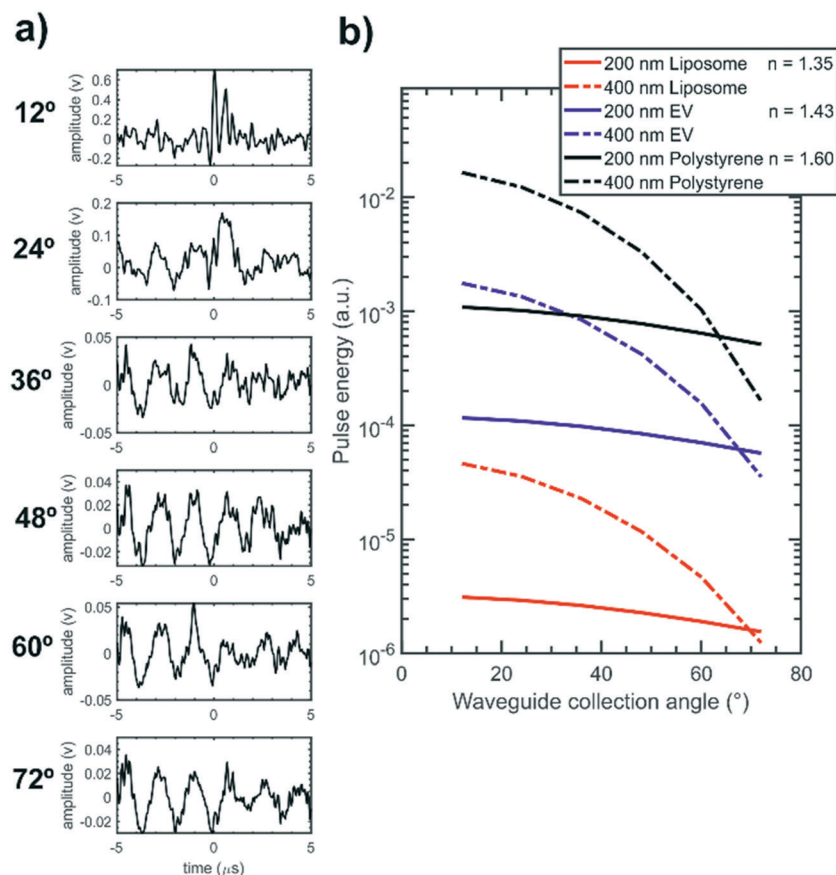 a)
12º
amplitude (v)
0.6
0.4
0.2
0
-0.2
-5
0
5
24º
amplitude (v)
0.2
0.1
0
-0.1
-5
0
5
36º
amplitude (v)
0.05
0
-0.05
-5
0
5
48º
amplitude (v)
0.04
0.02
0
-0.02
-5
0
5
60º
amplitude (v)
0.05
0
-0.05
-5
0
5
72º
amplitude (v)
0.04
0.02
0
-0.02
-5
0
5
time (μs)
b)
200 nm Liposome n = 1.35
400 nm Liposome
200 nm EV n = 1.43
400 nm EV
200 nm Polystyrene n = 1.60
400 nm Polystyrene
Pulse energy (a.u.)
10-2
10-3
10-4
10-5
10-6
0
20
40
60
80
Waveguide collection angle (°)